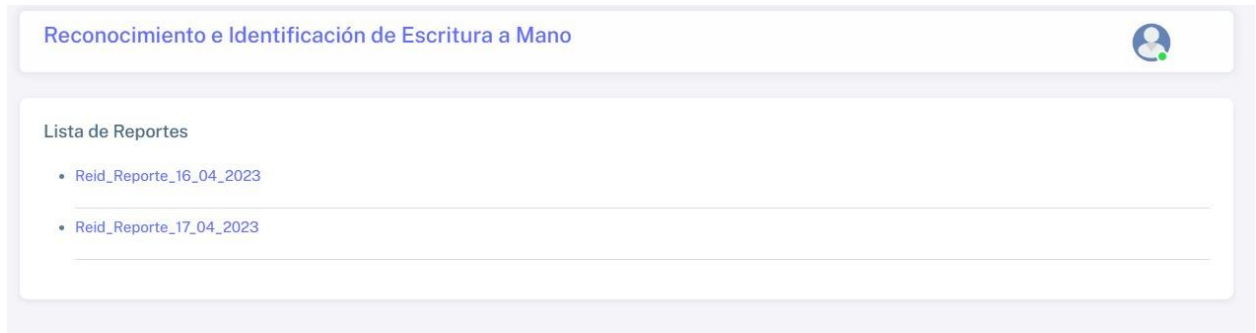 Reconocimiento e Identificación de Escritura a Mano
Lista de Reportes
Reid_Reporte_16_04_2023
Reid_Reporte_17_04_2023